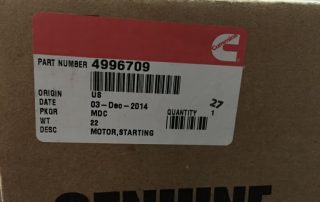 Cummins
PART NUMBER 4996709
ORIGIN US
DATE 03-Dec-2014
PKGR MDC QUANTITY 27
WT 22 1
DESC MOTOR,STARTING
GENUINE